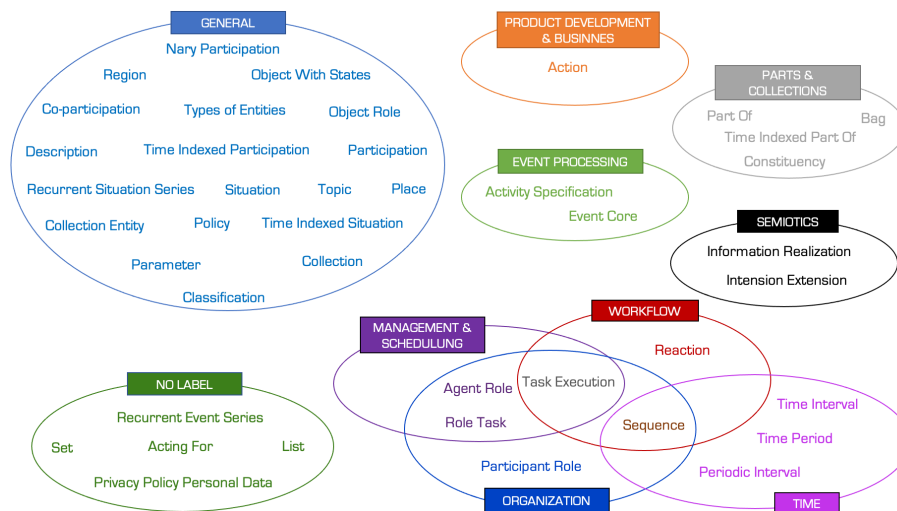 GENERAL
Nary Participation
Region
Object With States
Co-participation
Types of Entities
Object Role
Description
Time Indexed Participation
Participation
Recurrent Situation Series
Situation
Topic
Place
Collection Entity
Policy
Time Indexed Situation
Parameter
Collection
Classification
PRODUCT DEVELOPMENT
& BUSINNES
Action
PARTS &
COLLECTIONS
Part Of
Bag
Time Indexed Part Of
Constituency
EVENT PROCESSING
Activity Specification
Event Core
SEMIOTICS
Information Realization
Intension Extension
MANAGEMENT &
SCHEDULUNG
WORKFLOW
Reaction
Task Execution
Agent Role
Role Task
Sequence
Participant Role
ORGANIZATION
Time Interval
Time Period
Periodic Interval
TIME
NO LABEL
Recurrent Event Series
Set
Acting For
List
Privacy Policy Personal Data